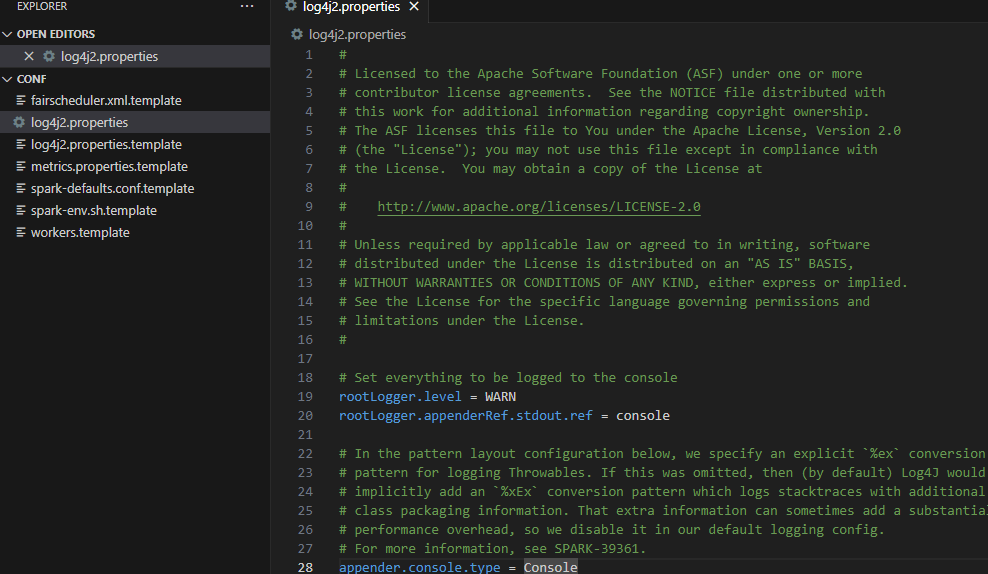 EXPLORER
···
OPEN EDITORS
log4j2.properties
CONF
fairscheduler.xml.template
log4j2.properties
log4j2.properties.template
metrics.properties.template
spark-defaults.conf.template
spark-env.sh.template
workers.template
log4j2.properties
log4j2.properties
1 #
2 # Licensed to the Apache Software Foundation (ASF) under one or more
3 # contributor license agreements.  See the NOTICE file distributed with
4 # this work for additional information regarding copyright ownership.
5 # The ASF licenses this file to You under the Apache License, Version 2.0
6 # (the "License"); you may not use this file except in compliance with
7 # the License.  You may obtain a copy of the License at
8 #
9 #    http://www.apache.org/licenses/LICENSE-2.0
10 #
11 # Unless required by applicable law or agreed to in writing, software
12 # distributed under the License is distributed on an "AS IS" BASIS,
13 # WITHOUT WARRANTIES OR CONDITIONS OF ANY KIND, either express or implied.
14 # See the License for the specific language governing permissions and
15 # limitations under the License.
16 #
17
18 # Set everything to be logged to the console
19 rootLogger.level = WARN
20 rootLogger.appenderRef.stdout.ref = console
21
22 # In the pattern layout configuration below, we specify an explicit `%ex` conversion
23 # pattern for logging Throwables. If this was omitted, then (by default) Log4J would
24 # implicitly add an `%xEx` conversion pattern which logs stacktraces with additional
25 # class packaging information. That extra information can sometimes add a substantial
26 # performance overhead, so we disable it in our default logging config.
27 # For more information, see SPARK-39361.
28 appender.console.type = Console